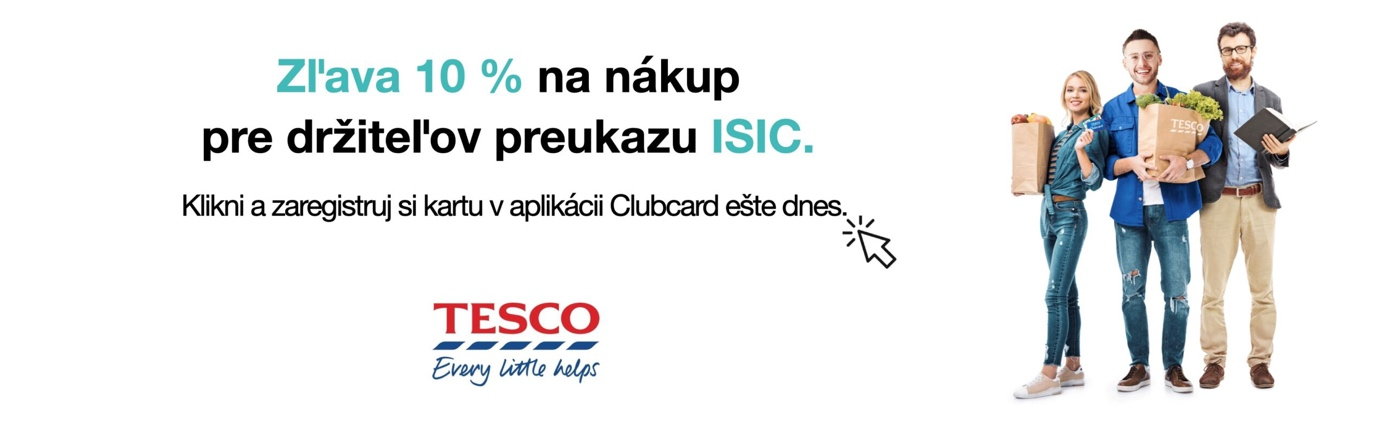 Zľava 10 % na nákup
pre držiteľov preukazu ISIC.
Klikni a zaregistruj si kartu v aplikácii Clubcard ešte dnes.
TESCO
TESCO
Every little helps